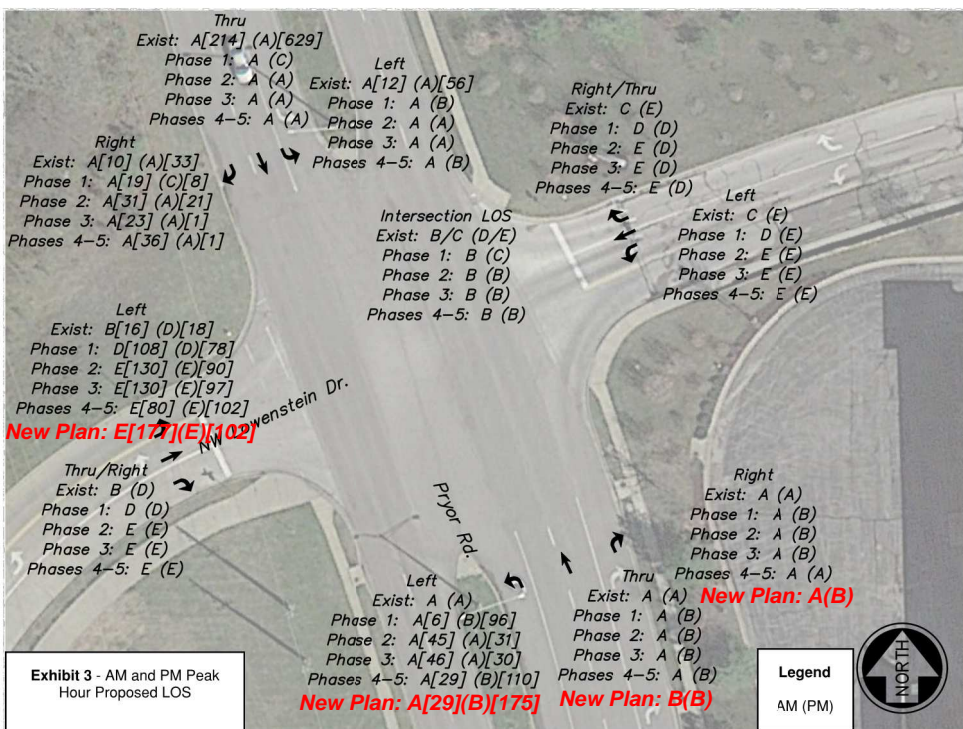 Thru
Exist: A[214] (A)[629]
Phase 1: A (C)
Phase 2: A (A)
Phase 3: A (A)
Phases 4-5: A (A)
Left
Exist: A[12] (A)[56]
Phase 1: A (B)
Phase 2: A (A)
Phase 3: A (A)
Phases 4-5: A (B)
Right/Thru
Exist: C (E)
Phase 1: D (D)
Phase 2: E (D)
Phase 3: E (D)
Phases 4-5: E (D)
Right
Exist: A[10] (A)[33]
Phase 1: A[19] (C)[8]
Phase 2: A[31] (A)[21]
Phase 3: A[23] (A)[1]
Phases 4-5: A[36] (A)[1]
Intersection LOS
Exist: B/C (D/E)
Phase 1: B (C)
Phase 2: B (B)
Phase 3: B (B)
Phases 4-5: B (B)
Left
Exist: C (E)
Phase 1: D (E)
Phase 2: E (E)
Phase 3: E (E)
Phases 4-5: E (E)
Left
Exist: B[16] (D)[18]
Phase 1: D[108] (D)[78]
Phase 2: E[130] (E)[90]
Phase 3: E[130] (E)[97]
Phases 4-5: E[80] (E)[102]
New Plan: E[177](E)[102]
NW Lowenstein Dr.
Thru/Right
Exist: B (D)
Phase 1: D (D)
Phase 2: E (E)
Phase 3: E (E)
Phases 4-5: E (E)
Pryor Rd.
Left
Exist: A (A)
Phase 1: A[6] (B)[96]
Phase 2: A[45] (A)[31]
Phase 3: A[46] (A)[30]
Phases 4-5: A[29] (B)[110]
New Plan: A[29](B)[175]
Thru
Exist: A (A)
Phase 1: A (B)
Phase 2: A (B)
Phase 3: A (B)
Phases 4-5: A (B)
New Plan: B(B)
Right
Exist: A (A)
Phase 1: A (B)
Phase 2: A (B)
Phase 3: A (B)
Phases 4-5: A (A)
New Plan: A(B)
Exhibit 3 - AM and PM Peak
Hour Proposed LOS
Legend
AM (PM)
NORTH